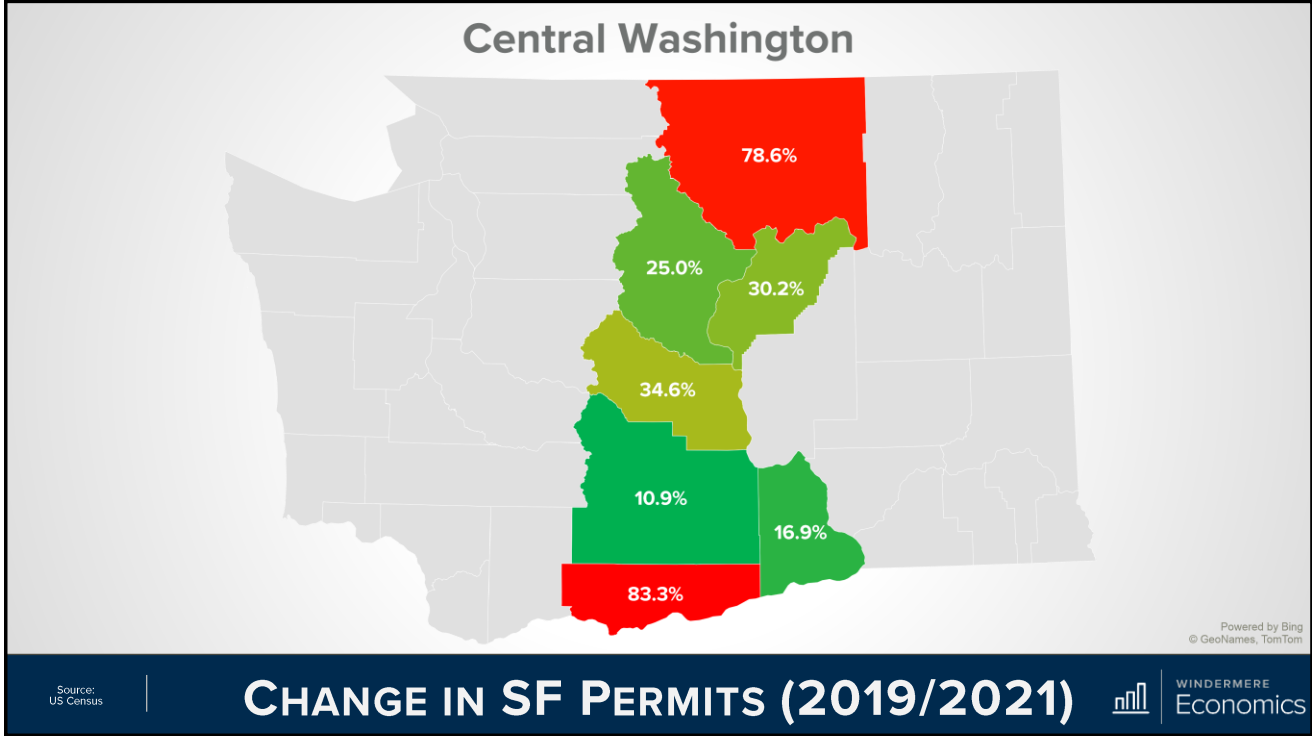 Central Washington
78.6%
25.0%
30.2%
34.6%
10.9%
16.9%
83.3%
Powered by Bing
© GeoNames, TomTom
Source:
US Census
CHANGE IN SF PERMITS (2019/2021)
WINDERMERE
Economics